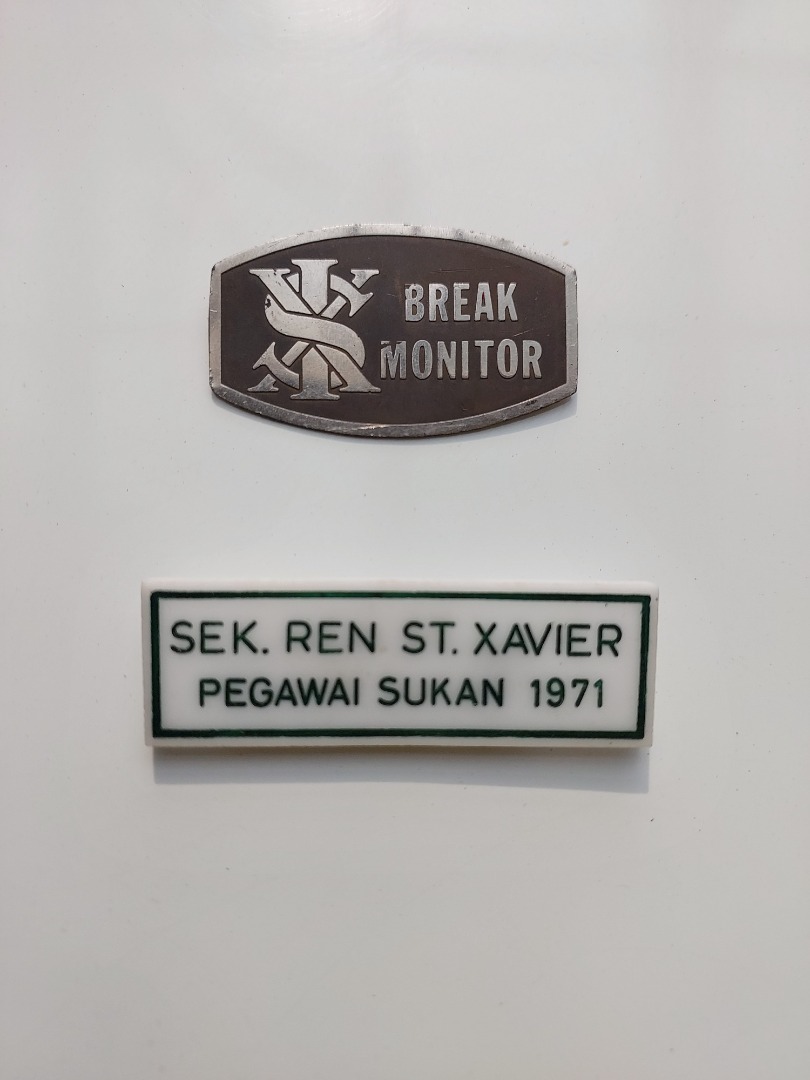 BREAK
MONITOR
SEK. REN ST. XAVIER
PEGAWAI SUKAN 1971